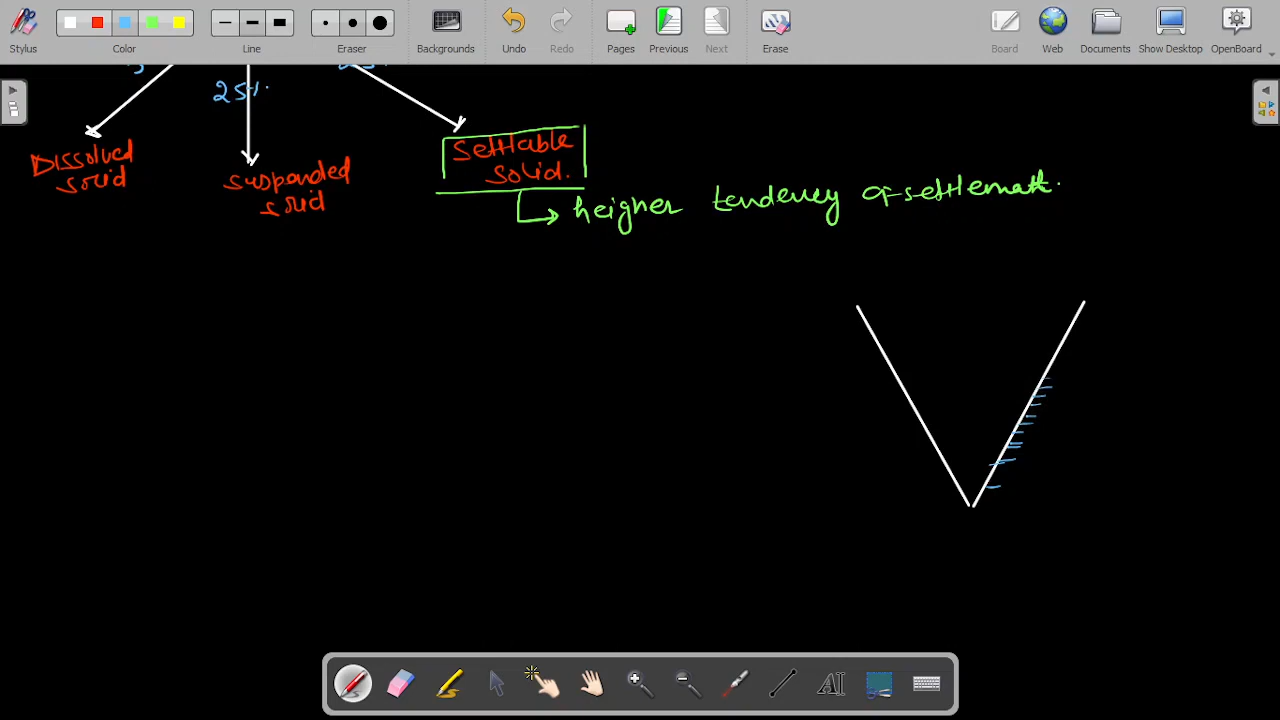 Stylus
Color
Line
Eraser
Backgrounds
Undo
Redo
Pages
Previous
Next
Erase
Board
Web
Documents
Show Desktop
OpenBoard
25%.
Dissolved
solid
suspended
solid
Settlable
solid.
heigher tendency of settlement.